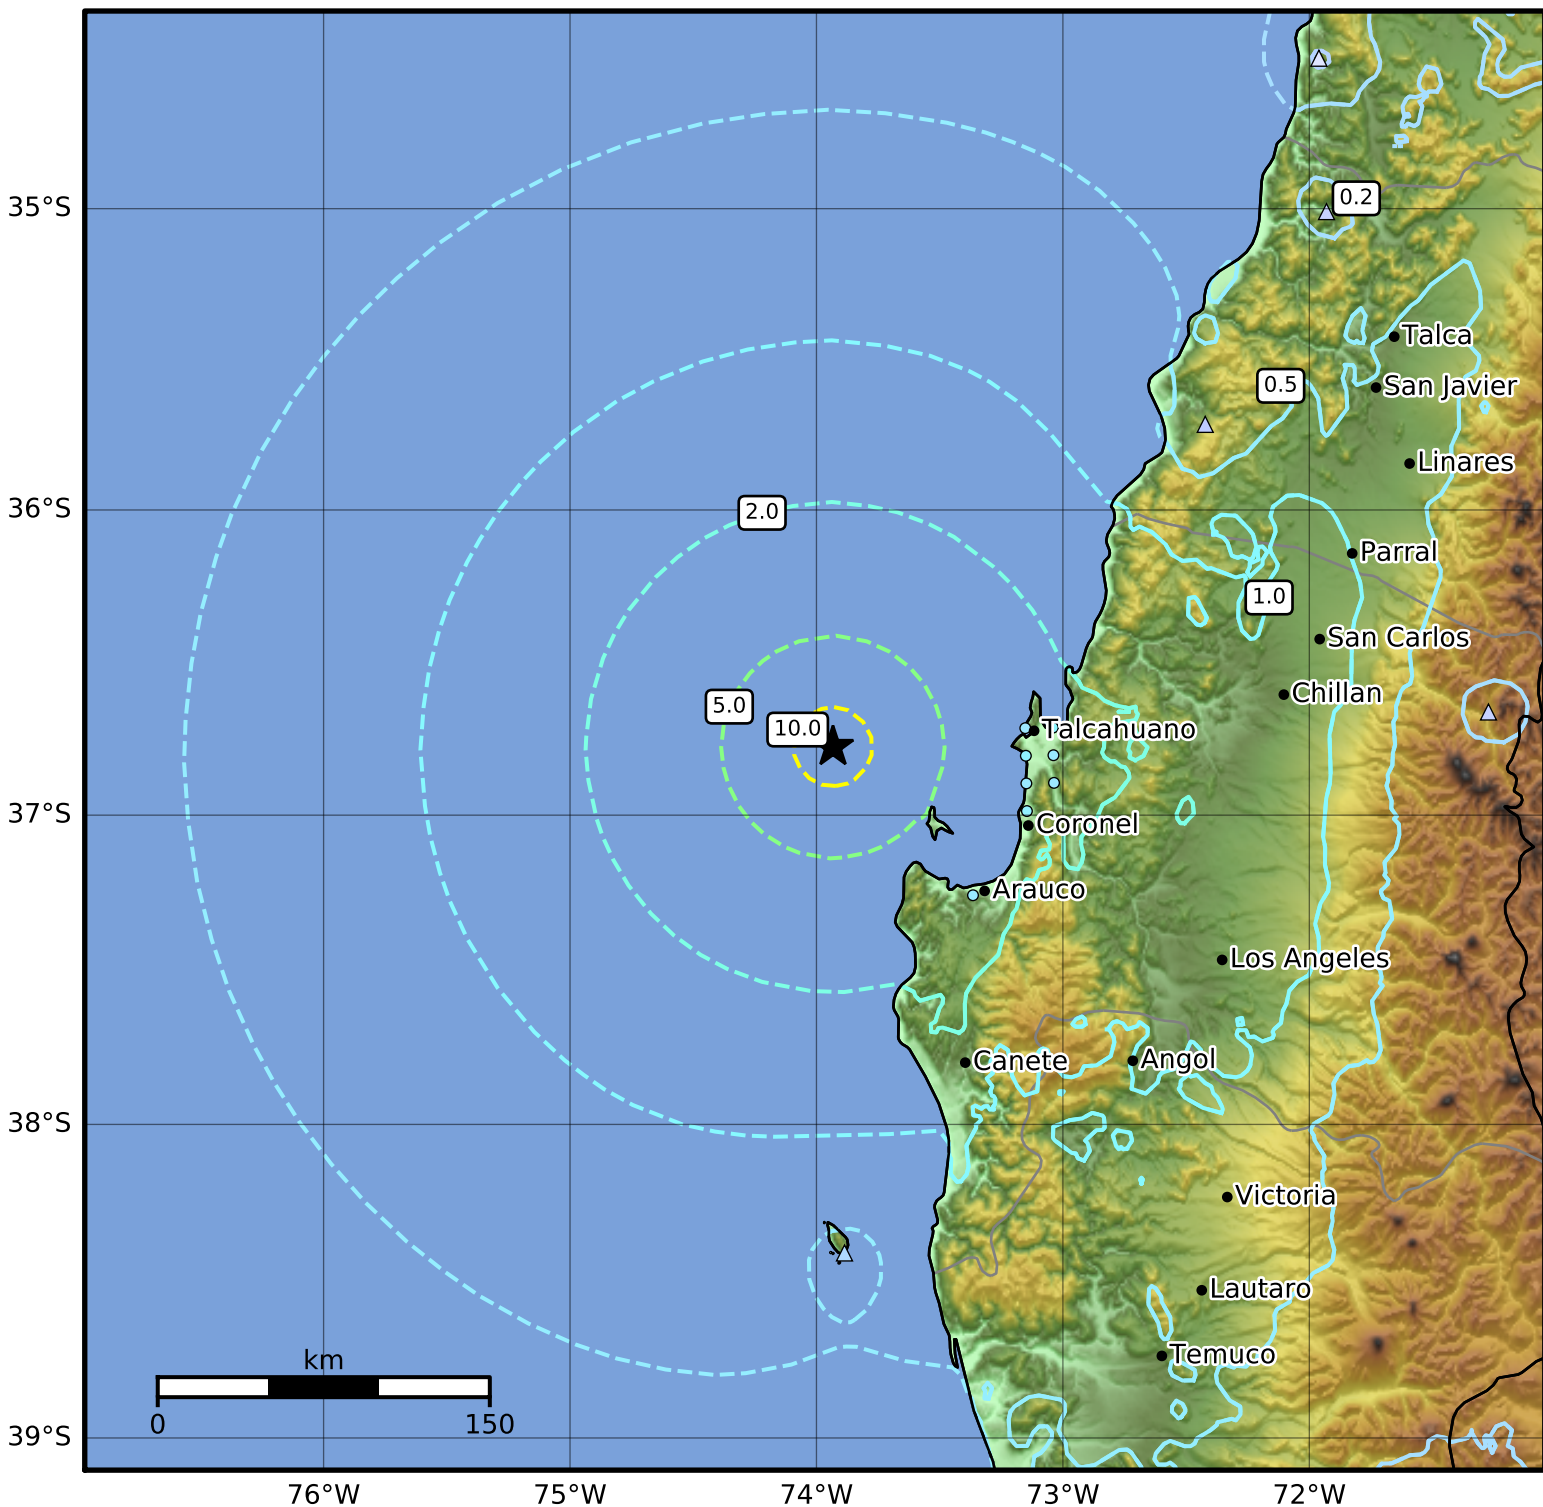 0.2
35°S
Talca
0.5
San Javier
Linares
36°S
2.0
Parral
1.0
San Carlos
Chillan
5.0
10.0
Talcahuano
37°S
Coronel
Arauco
Los Angeles
Canete
Angol
38°S
Victoria
Lautaro
Temuco
km
0
150
39°S
76°W
75°W
74°W
73°W
72°W